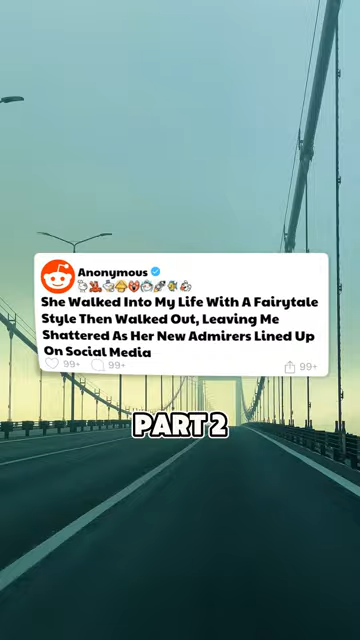 Anonymous
She Walked Into My Life With A Fairytale
Style Then Walked Out, Leaving Me
Shattered As Her New Admirers Lined Up
On Social Media
99+ 99+ 99+
PART 2